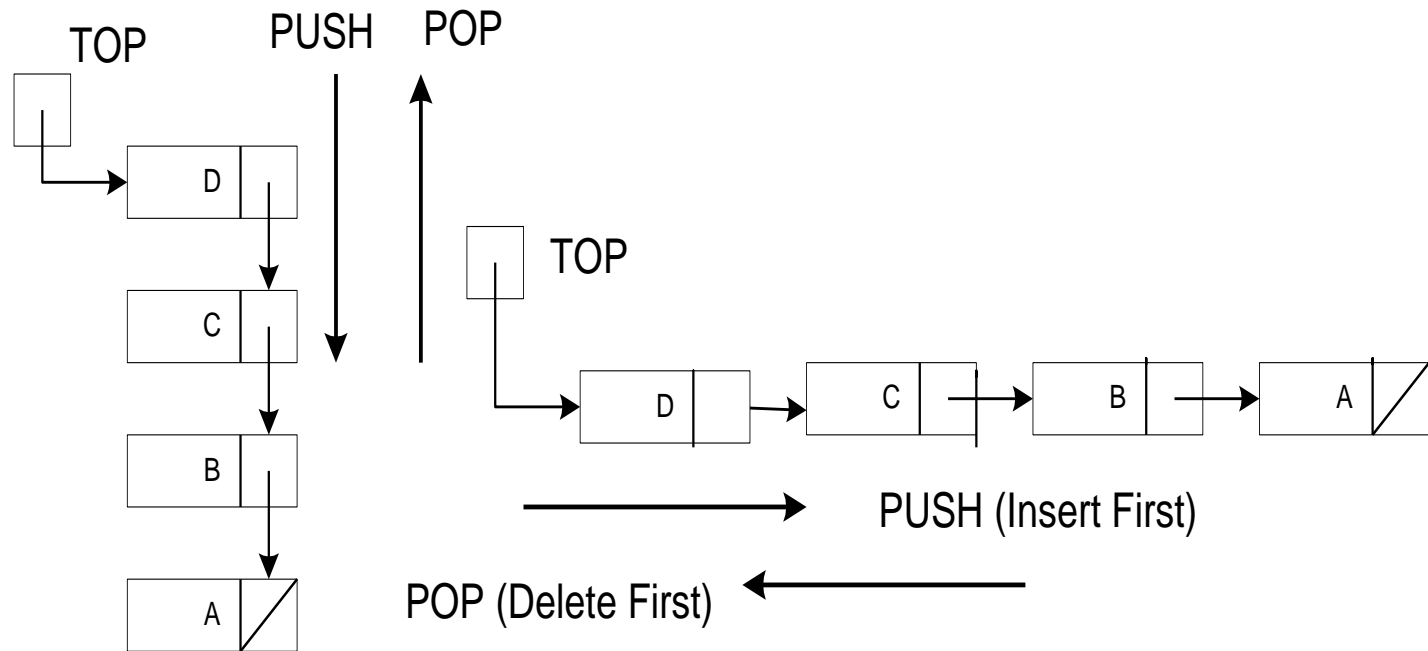 TOP
PUSH POP
D
C
B
A
TOP
D
C
B
A
PUSH (Insert First)
POP (Delete First)